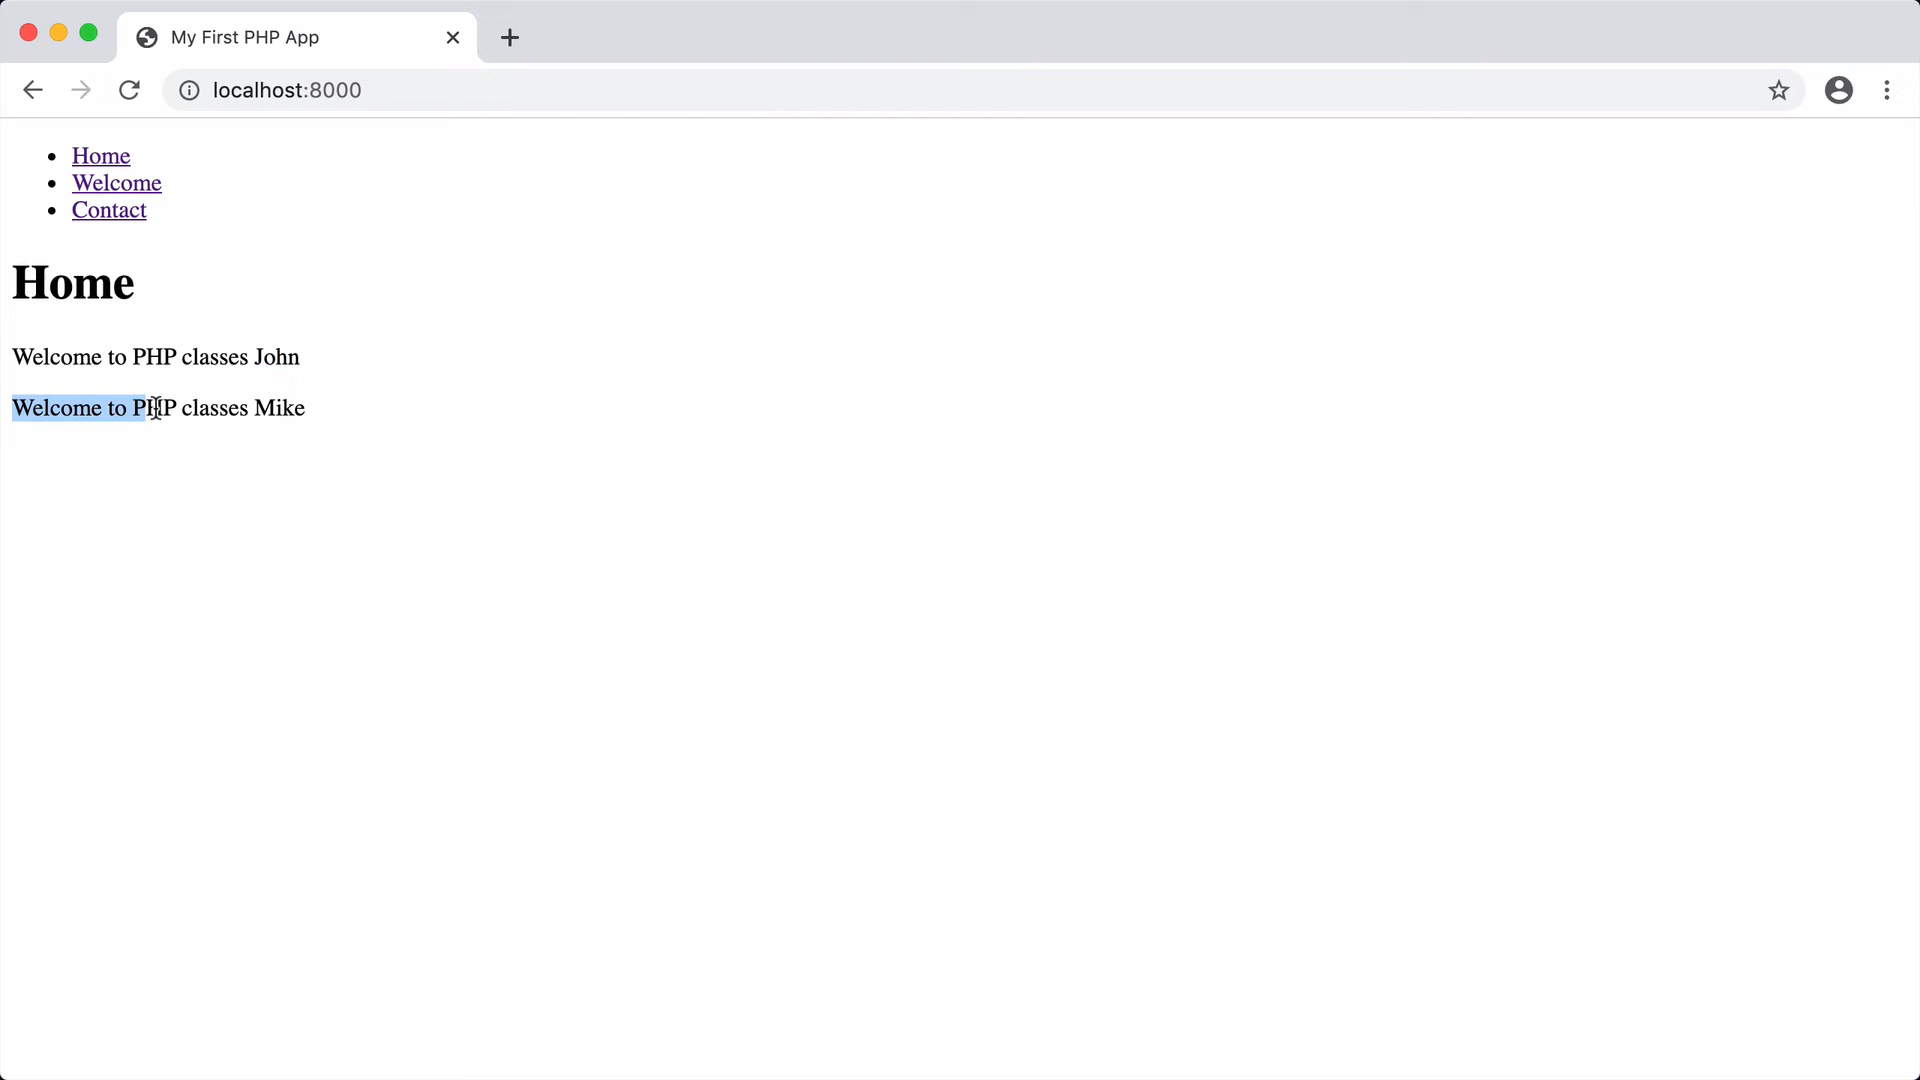 My First PHP App
localhost:8000
Home
Welcome
Contact
Home
Welcome to PHP classes John
Welcome to PHP classes Mike